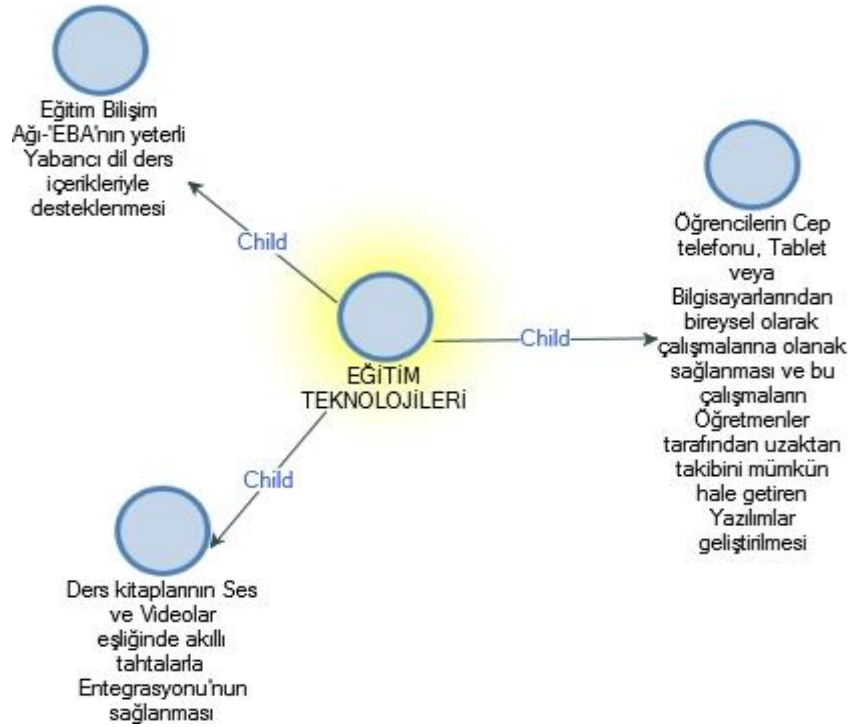 Eğitim Bilişim
Ağı-'EBA'nın yeterli
Yabancı dil ders
içerikleriyle
desteklenmesi
Child
EĞİTİM
TEKNOLOJİLERİ
Child
Öğrencilerin Cep
telefonu, Tablet
veya
Bilgisayarlarından
bireysel olarak
çalışmalarına olanak
sağlanması ve bu
çalışmaların
Öğretmenler
tarafından uzaktan
takibini mümkün
hale getiren
Yazılımlar
geliştirilmesi
Child
Ders kitaplarının Ses
ve Videolar
eşliğinde akıllı
tahtalarla
Entegrasyonu'nun
sağlanması